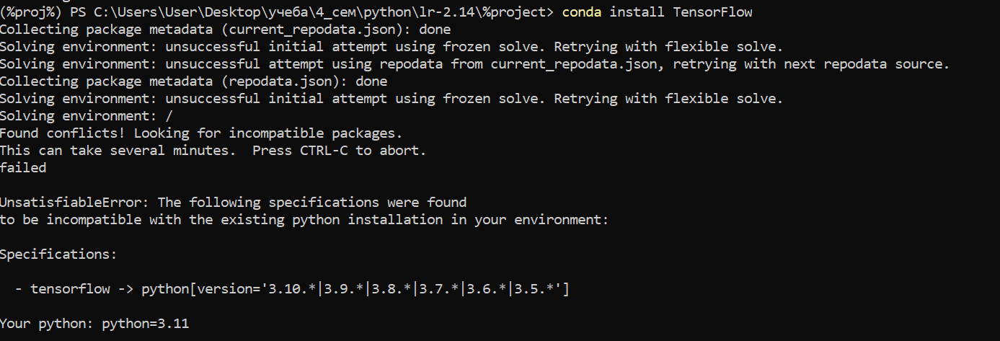 (%proj%) PS C:\Users\User\Desktop\учеба\4_сем\python\lr-2.14\%project> conda install TensorFlow
Collecting package metadata (current_repodata.json): done
Solving environment: unsuccessful initial attempt using frozen solve. Retrying with flexible solve.
Solving environment: unsuccessful attempt using repodata from current_repodata.json, retrying with next repodata source.
Collecting package metadata (repodata.json): done
Solving environment: unsuccessful initial attempt using frozen solve. Retrying with flexible solve.
Solving environment: /
Found conflicts! Looking for incompatible packages.
This can take several minutes.  Press CTRL-C to abort.
failed

UnsatisfiableError: The following specifications were found
to be incompatible with the existing python installation in your environment:

Specifications:

  - tensorflow -> python[version='3.10.*|3.9.*|3.8.*|3.7.*|3.6.*|3.5.*']

Your python: python=3.11